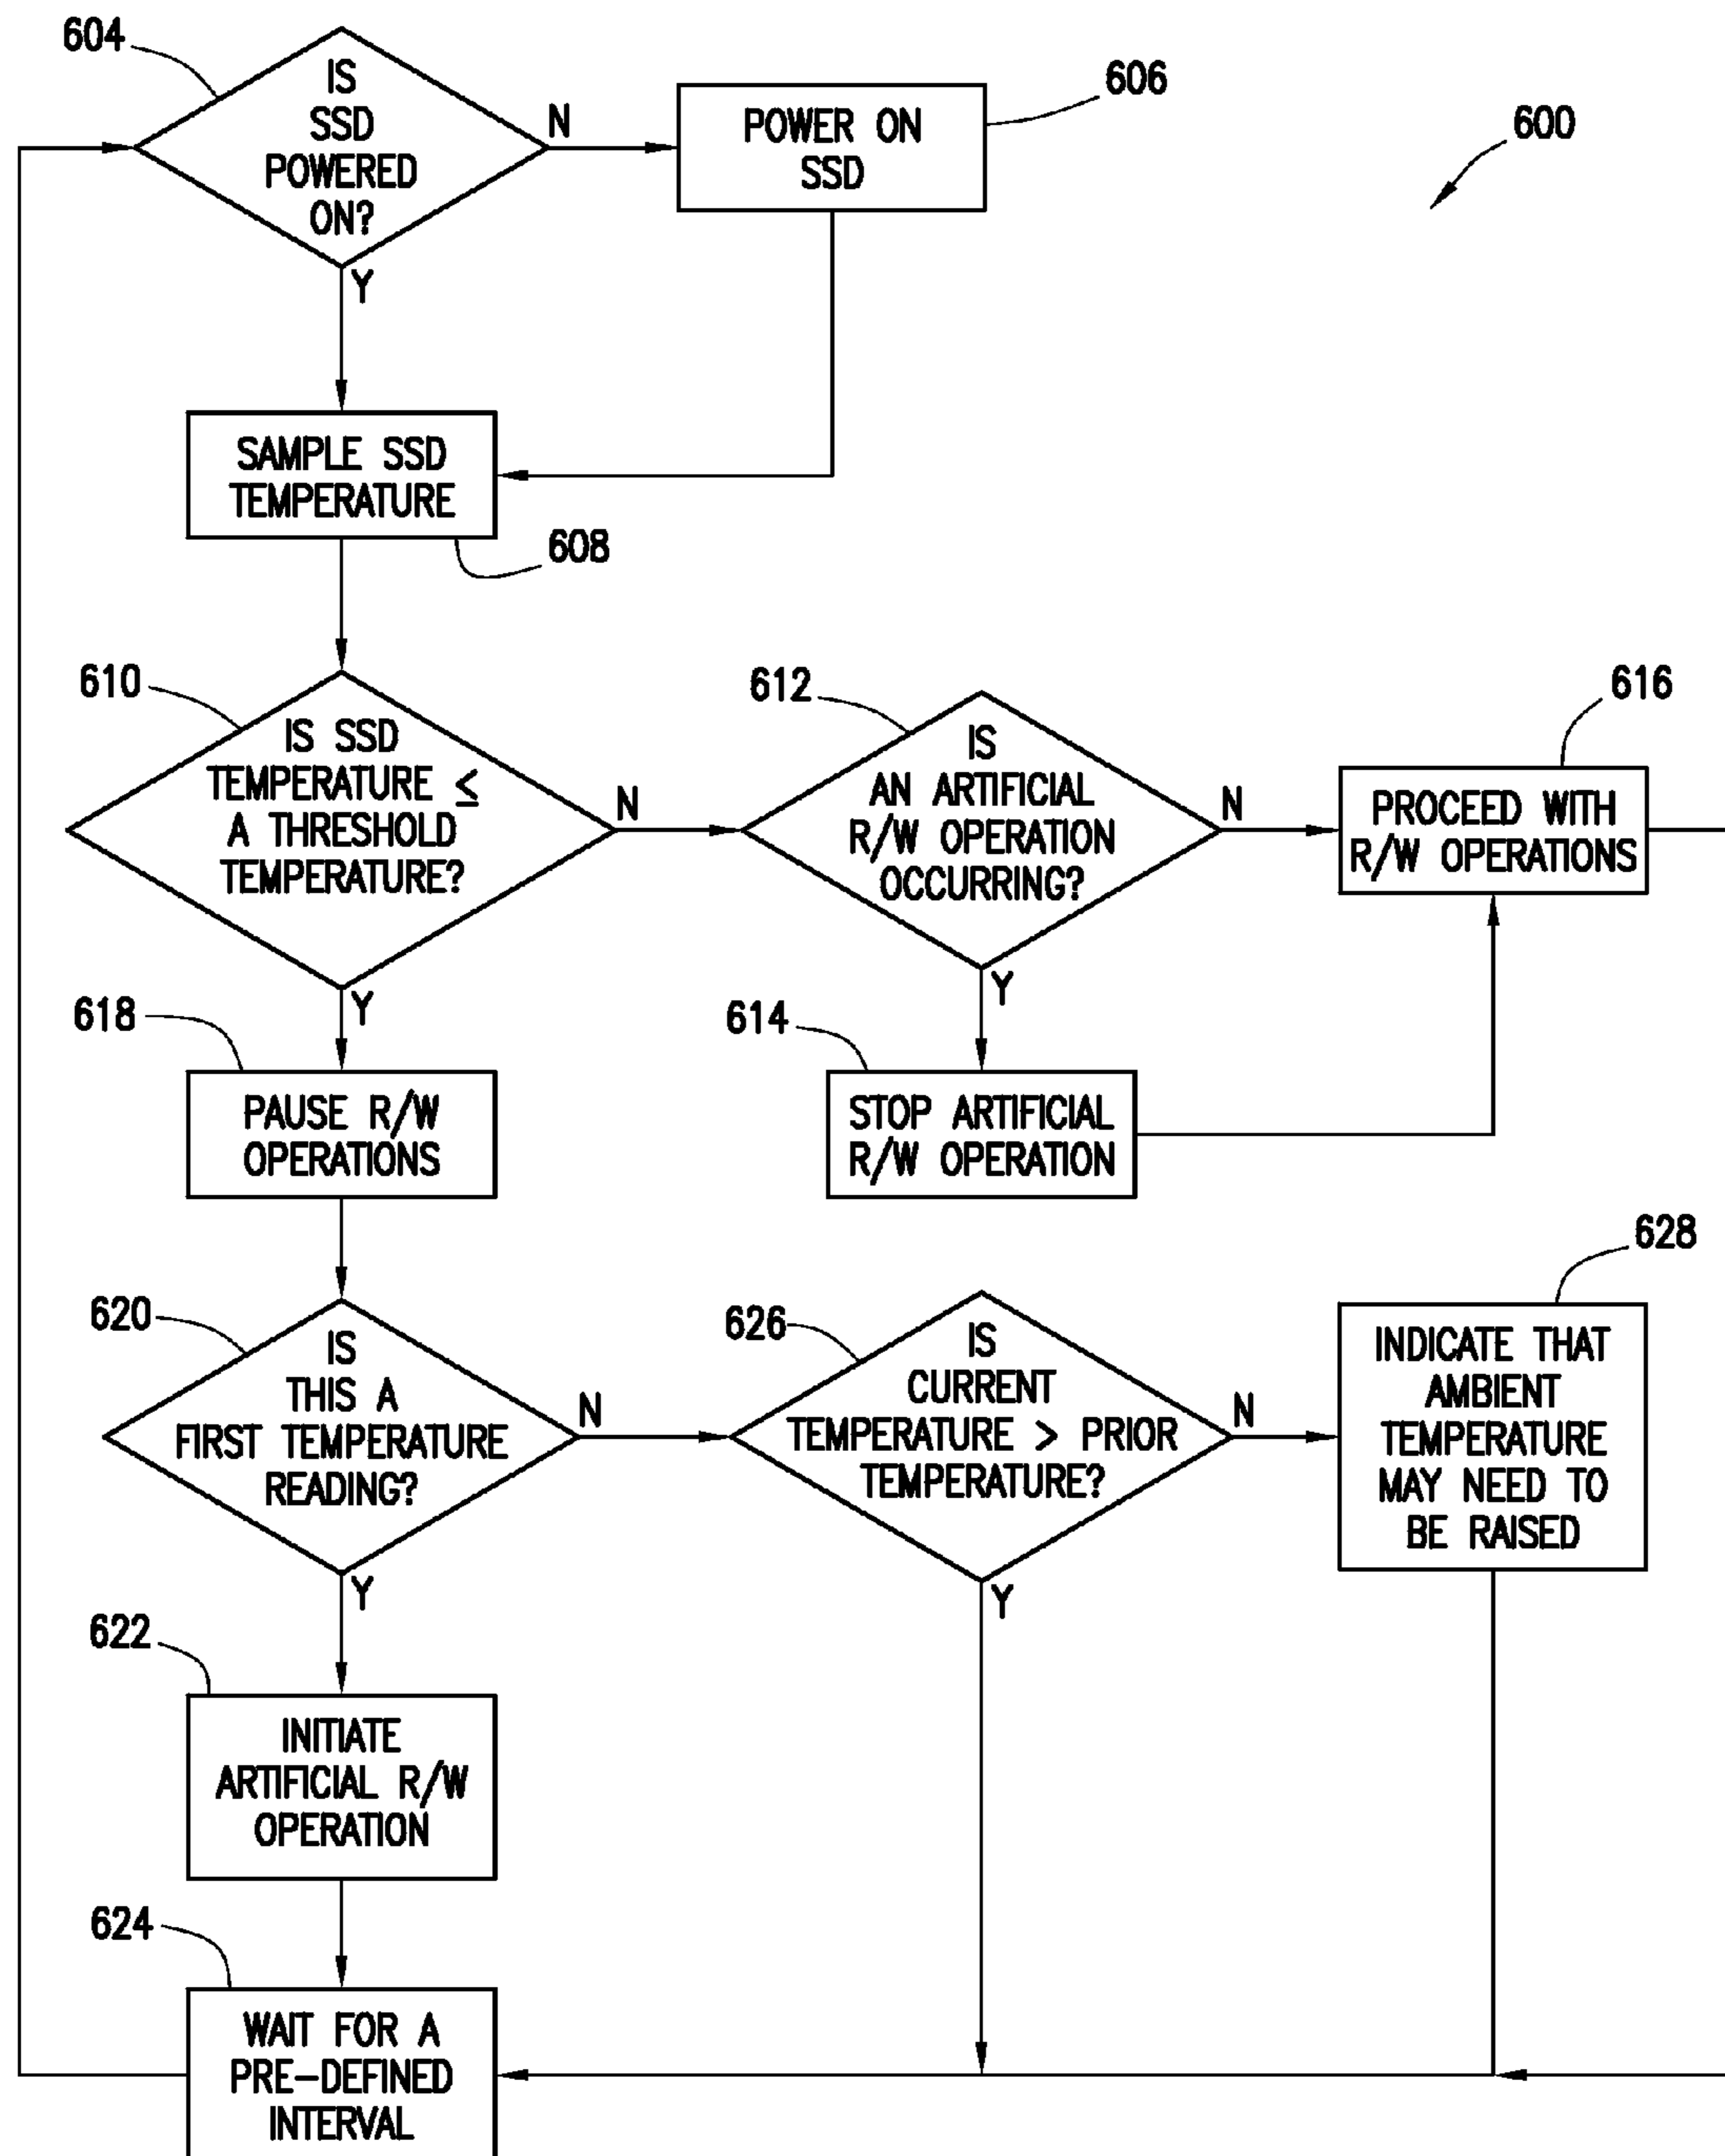 604
IS
SSD
POWERED
ON?
N
Y
POWER ON
SSD
606
600
SAMPLE SSD
TEMPERATURE
608
610
IS SSD
TEMPERATURE ≤
A THRESHOLD
TEMPERATURE?
N
Y
612
IS
AN ARTIFICIAL
R/W OPERATION
OCCURRING?
N
Y
616
PROCEED WITH
R/W OPERATIONS
618
PAUSE R/W
OPERATIONS
614
STOP ARTIFICIAL
R/W OPERATION
620
IS
THIS A
FIRST TEMPERATURE
READING?
N
Y
626
IS
CURRENT
TEMPERATURE > PRIOR
TEMPERATURE?
N
Y
628
INDICATE THAT
AMBIENT
TEMPERATURE
MAY NEED TO
BE RAISED
622
INITIATE
ARTIFICIAL R/W
OPERATION
624
WAIT FOR A
PRE-DEFINED
INTERVAL